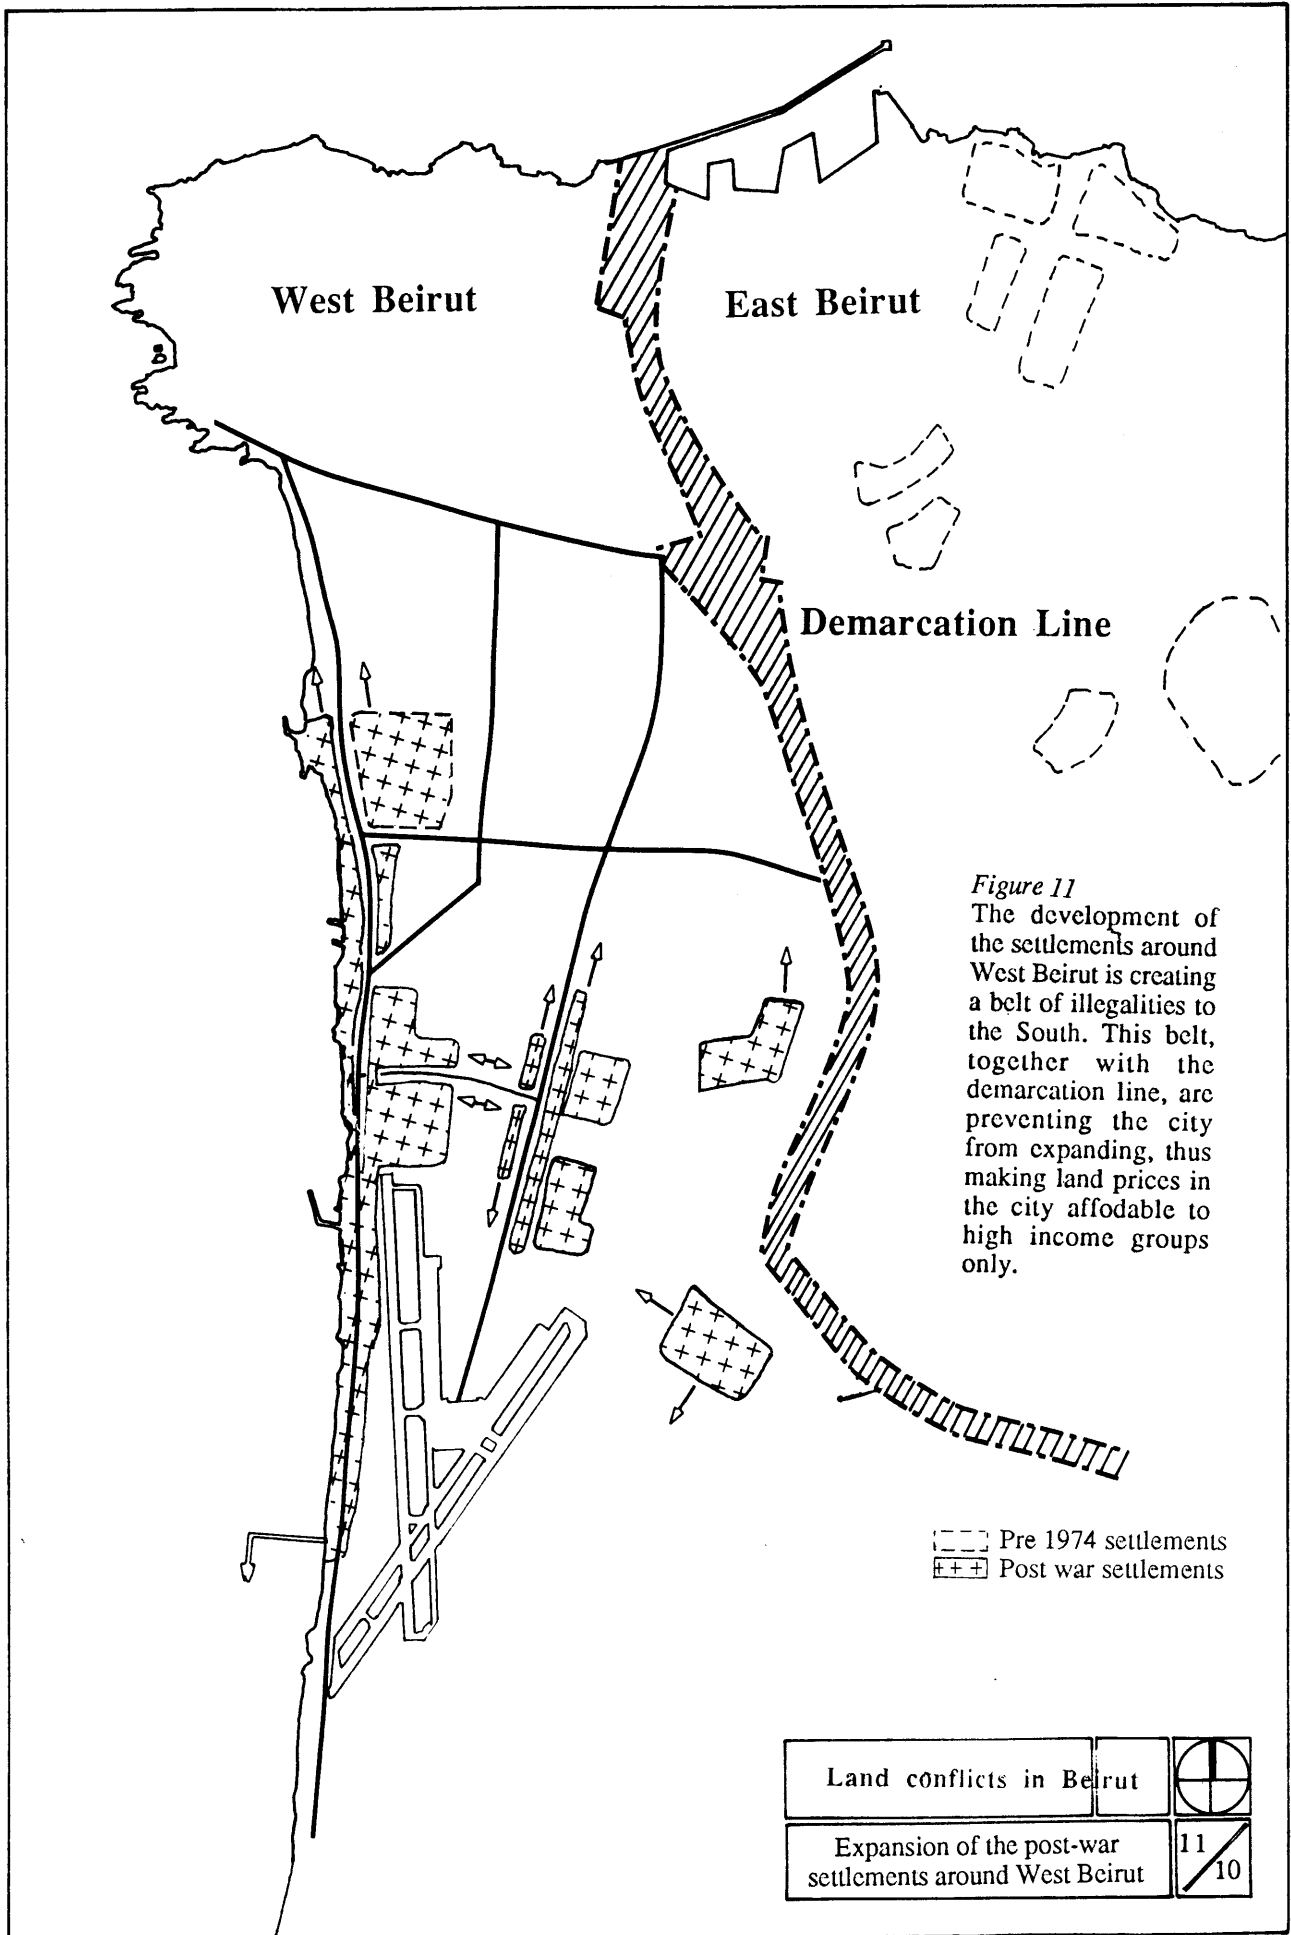 West Beirut
East Beirut
Demarcation Line
Figure 11
The development of
the settlements around
West Beirut is creating
a belt of illegalities to
the South. This belt,
together with the
demarcation line, are
preventing the city
from expanding, thus
making land prices in
the city affodable to
high income groups
only.
Pre 1974 settlements
Post war settlements
Land conflicts in Beirut
Expansion of the post-war
settlements around West Beirut
11
10